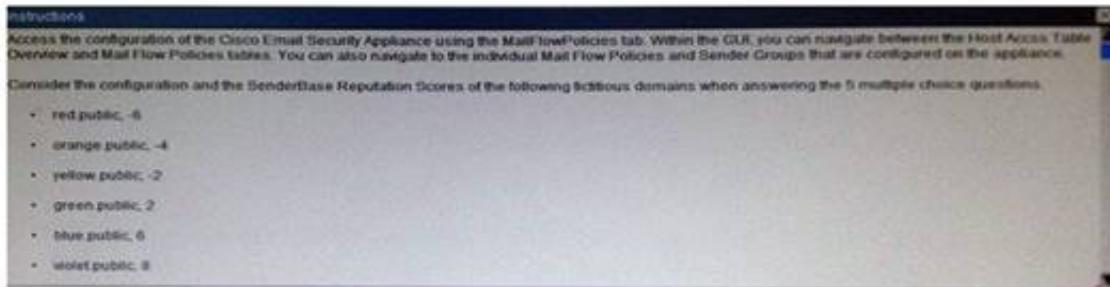 Instructions
Access the configuration of the Cisco Email Security Appliance using the MailFlowPolicies tab. Within the GUI, you can navigate between the Host Access Table
Overview and Mail Flow Policies tables. You can also navigate to the individual Mail Flow Policies and Sender Groups that are configured on the appliance.
Consider the configuration and the SenderBase Reputation Scores of the following fictitious domains when answering the 5 multiple choice questions.
• red.public, -6
• orange.public, -4
• yellow.public, -2
• green.public, 2
• blue.public, 6
• violet.public, 8